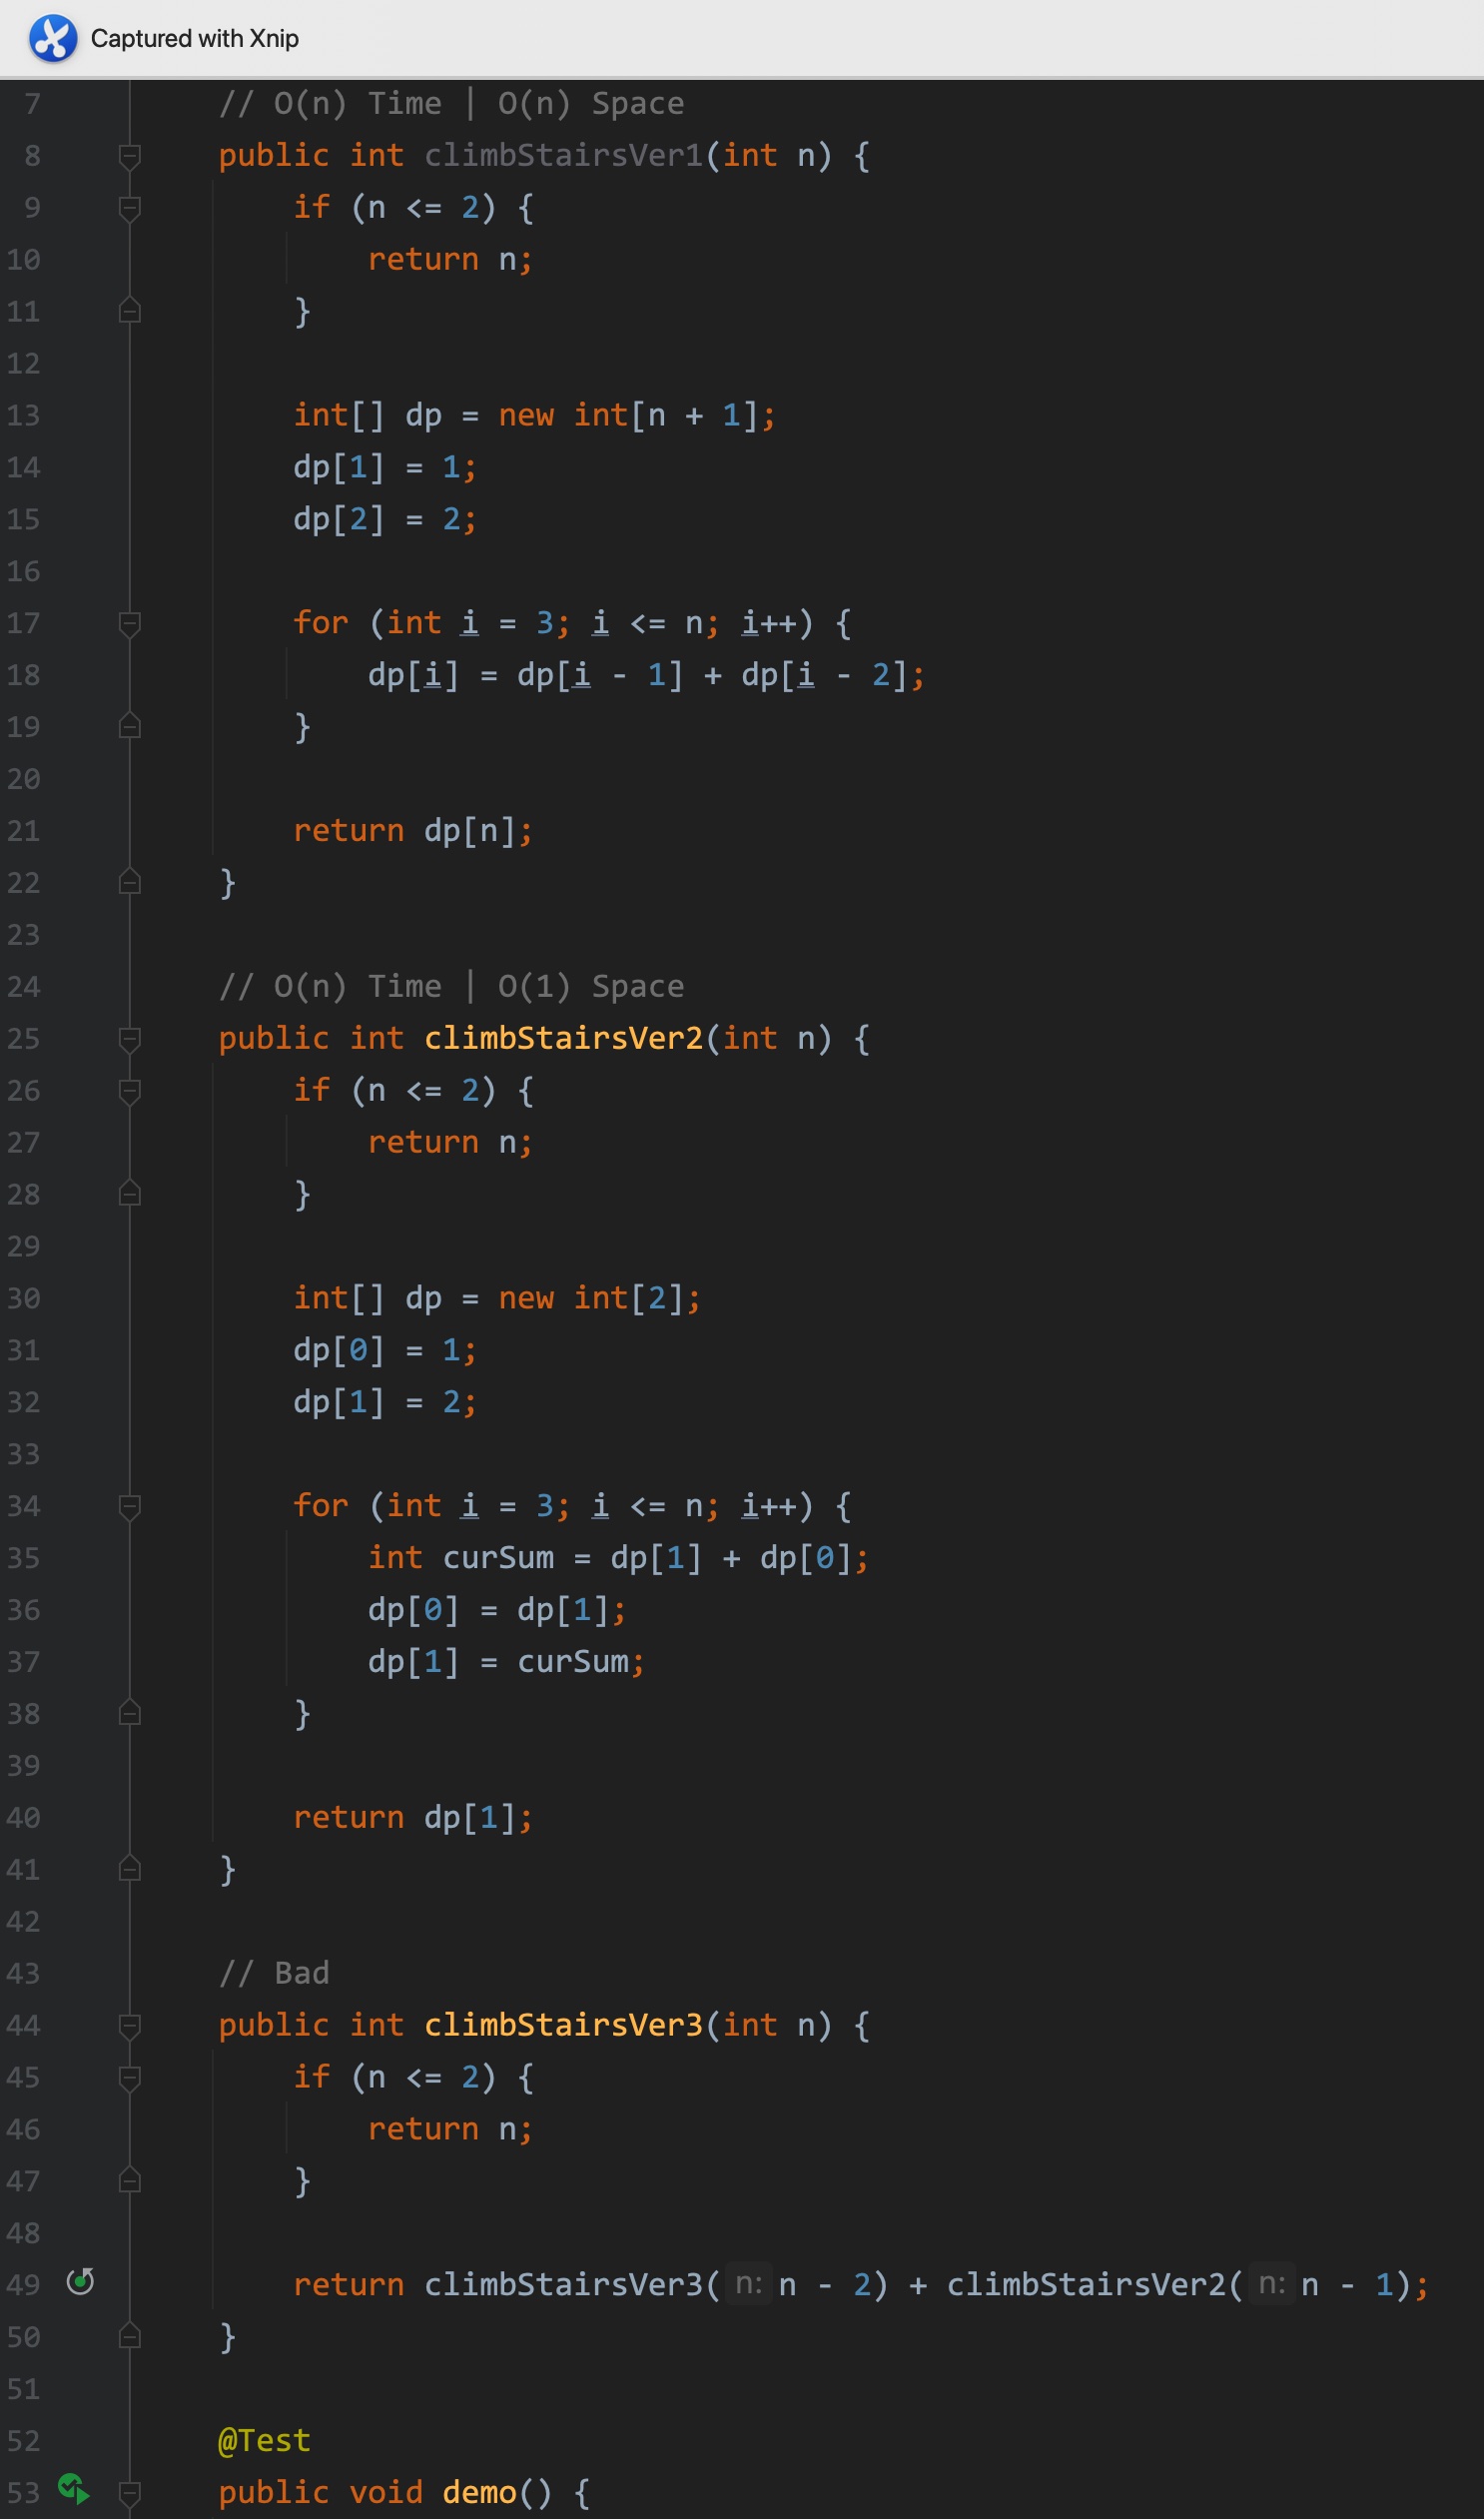 Captured with Xnip
7 // O(n) Time | O(n) Space
8 public int climbStairsVer1(int n) {
9 if (n <= 2) {
10 return n;
11 }
12
13 int[] dp = new int[n + 1];
14 dp[1] = 1;
15 dp[2] = 2;
16
17 for (int i = 3; i <= n; i++) {
18 dp[i] = dp[i - 1] + dp[i - 2];
19 }
20
21 return dp[n];
22 }
23
24 // O(n) Time | O(1) Space
25 public int climbStairsVer2(int n) {
26 if (n <= 2) {
27 return n;
28 }
29
30 int[] dp = new int[2];
31 dp[0] = 1;
32 dp[1] = 2;
33
34 for (int i = 3; i <= n; i++) {
35 int curSum = dp[1] + dp[0];
36 dp[0] = dp[1];
37 dp[1] = curSum;
38 }
39
40 return dp[1];
41 }
42
43 // Bad
44 public int climbStairsVer3(int n) {
45 if (n <= 2) {
46 return n;
47 }
48
49 return climbStairsVer3( n: n - 2) + climbStairsVer2( n: n - 1);
50 }
51
52 @Test
53 public void demo() {